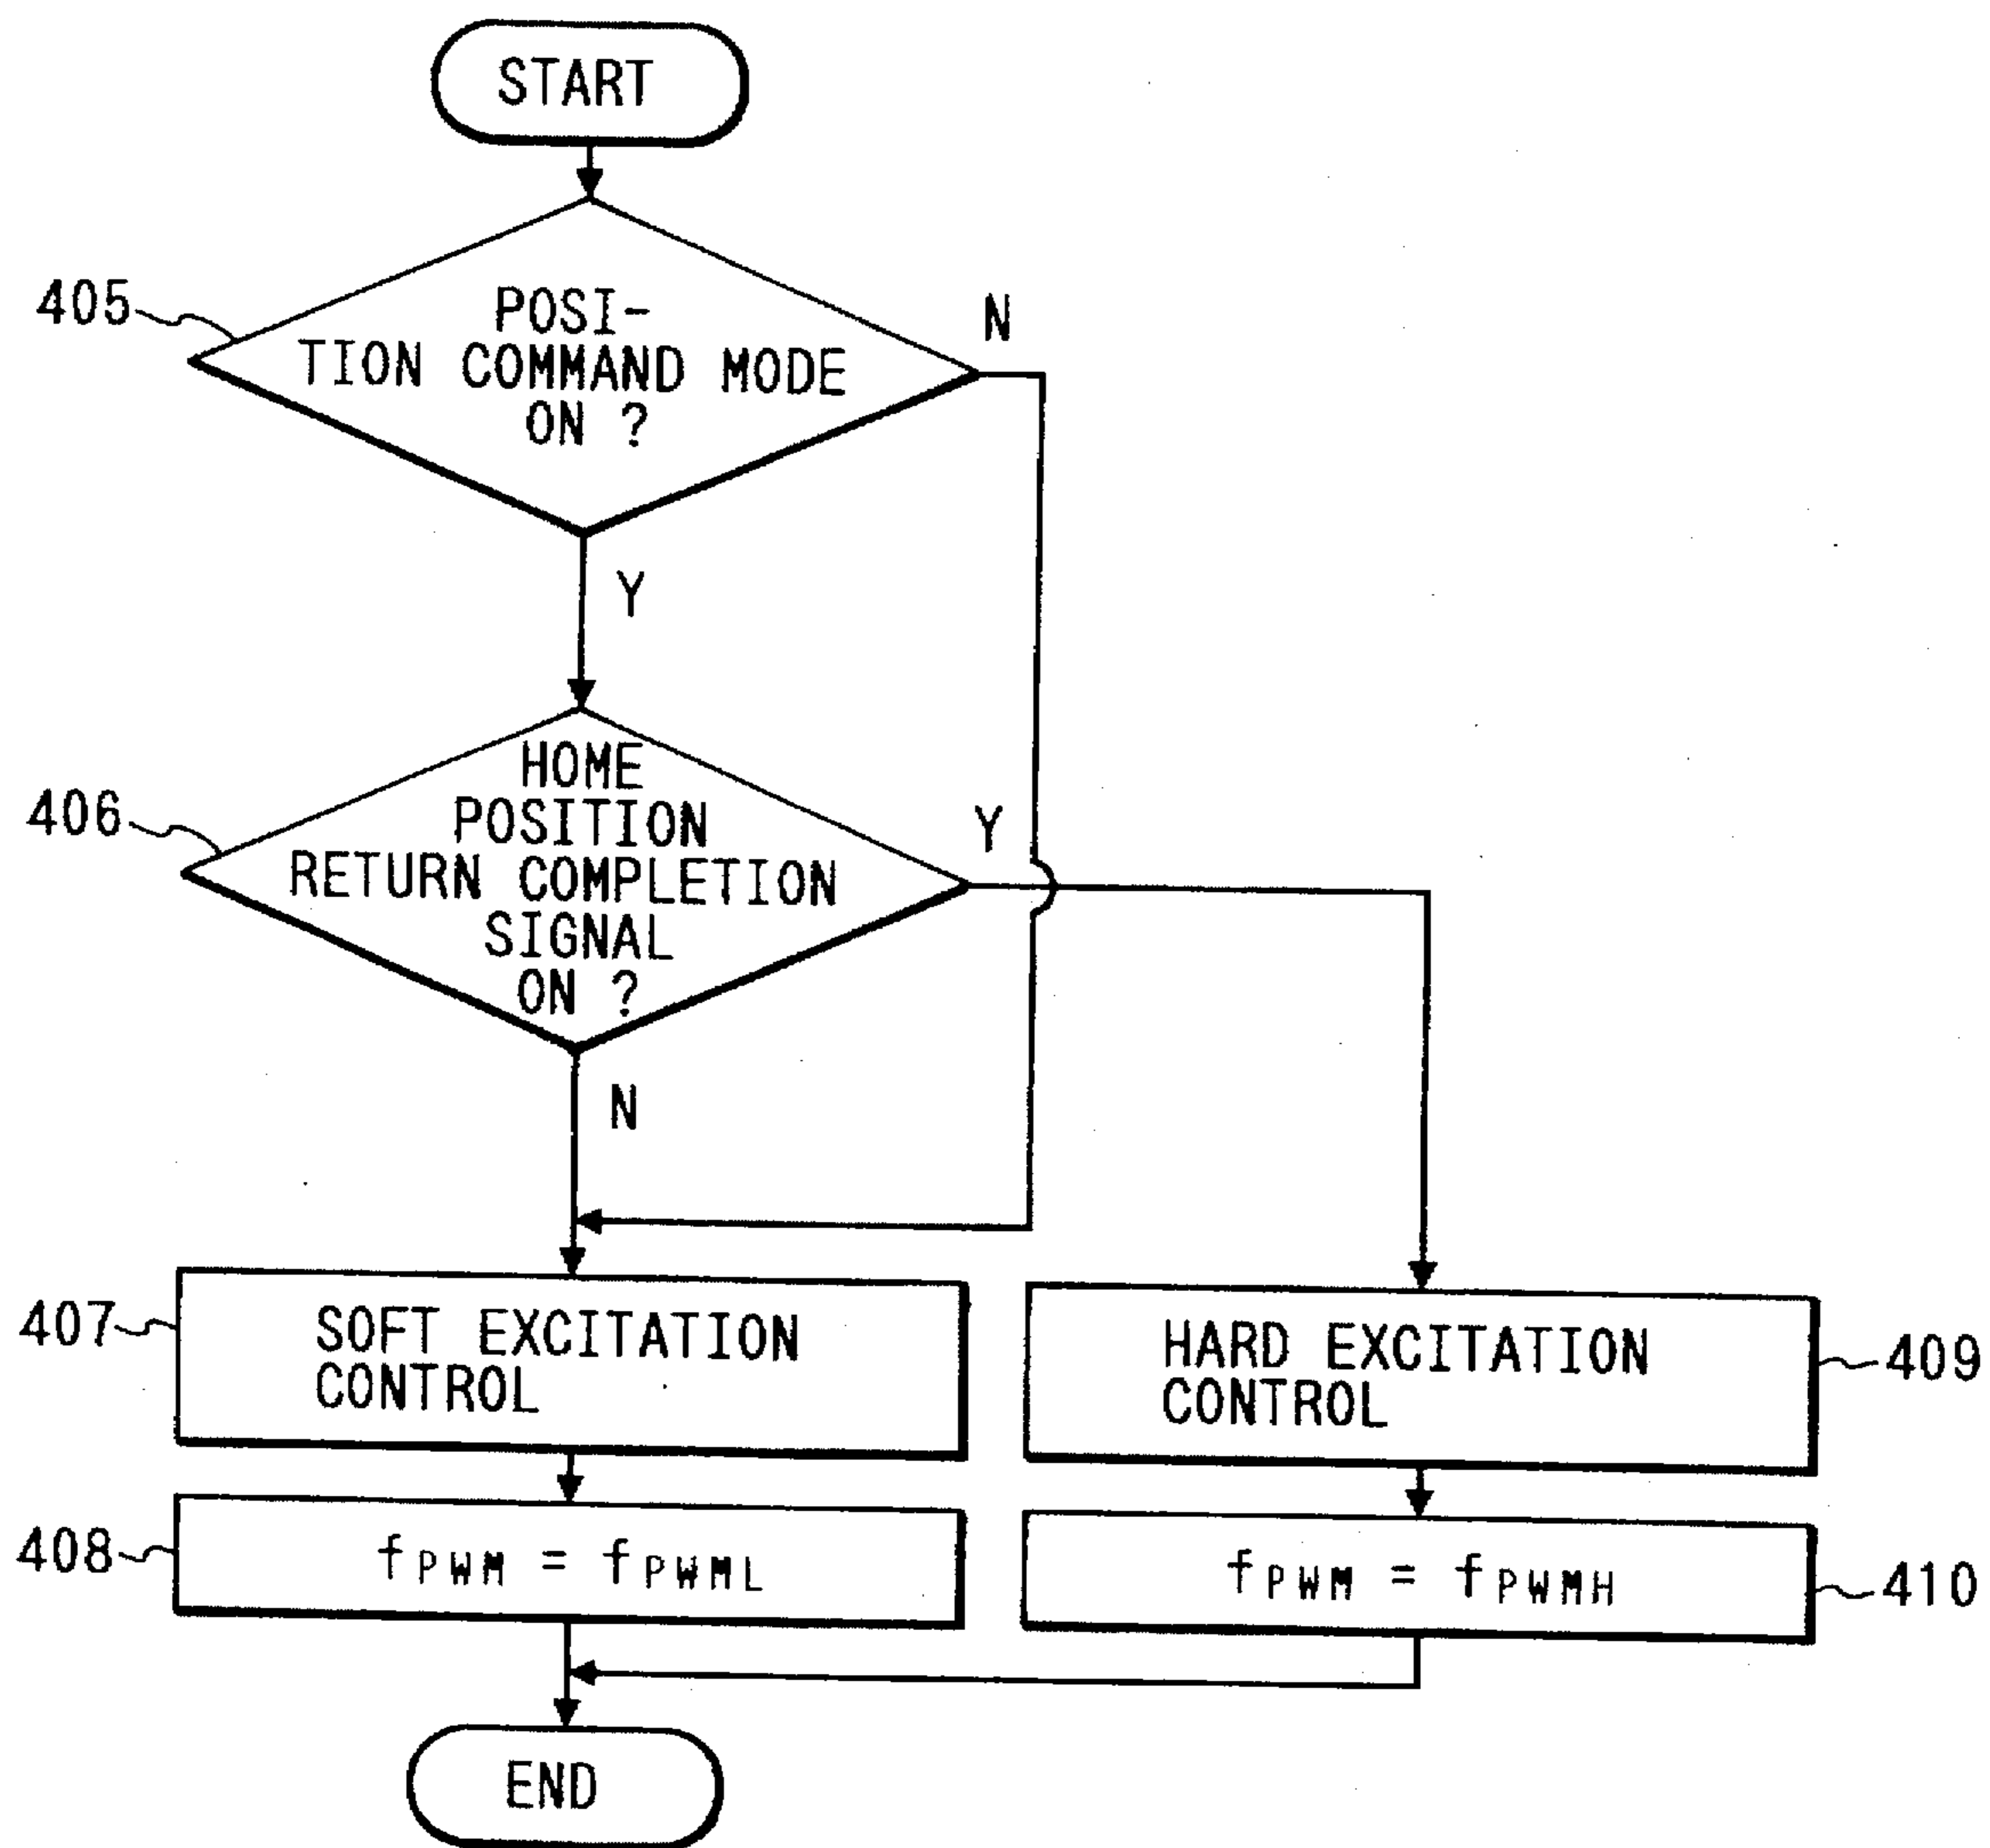 START
405
POSI-
TION COMMAND MODE
ON ?
N
Y
406
HOME
POSITION
RETURN COMPLETION
SIGNAL
ON ?
Y
N
407
SOFT EXCITATION
CONTROL
HARD EXCITATION
CONTROL
409
408
fPWM = fPWML
fPWM = fPWMH
410
END